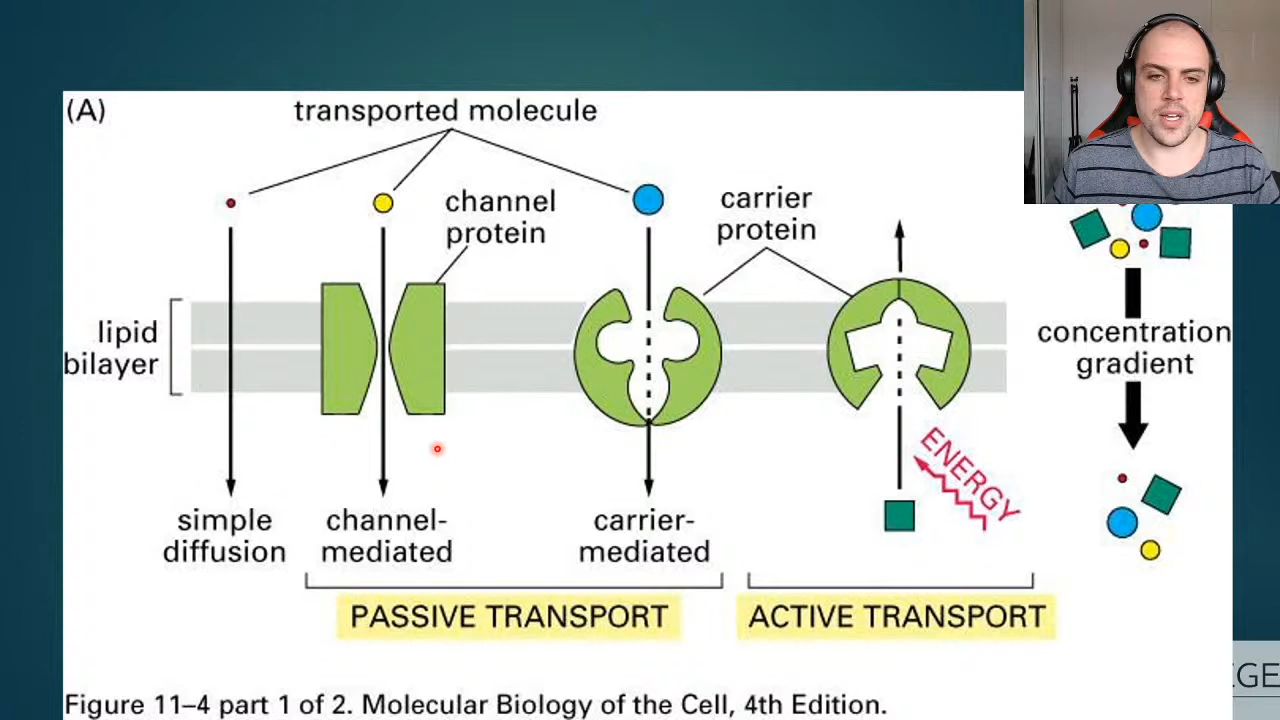 (A)
transported molecule
channel
protein
carrier
protein
lipid
bilayer
concentration
gradient
ENERGY
simple
diffusion
channel-
mediated
carrier-
mediated
PASSIVE TRANSPORT
ACTIVE TRANSPORT
Figure 11–4 part 1 of 2. Molecular Biology of the Cell, 4th Edition.